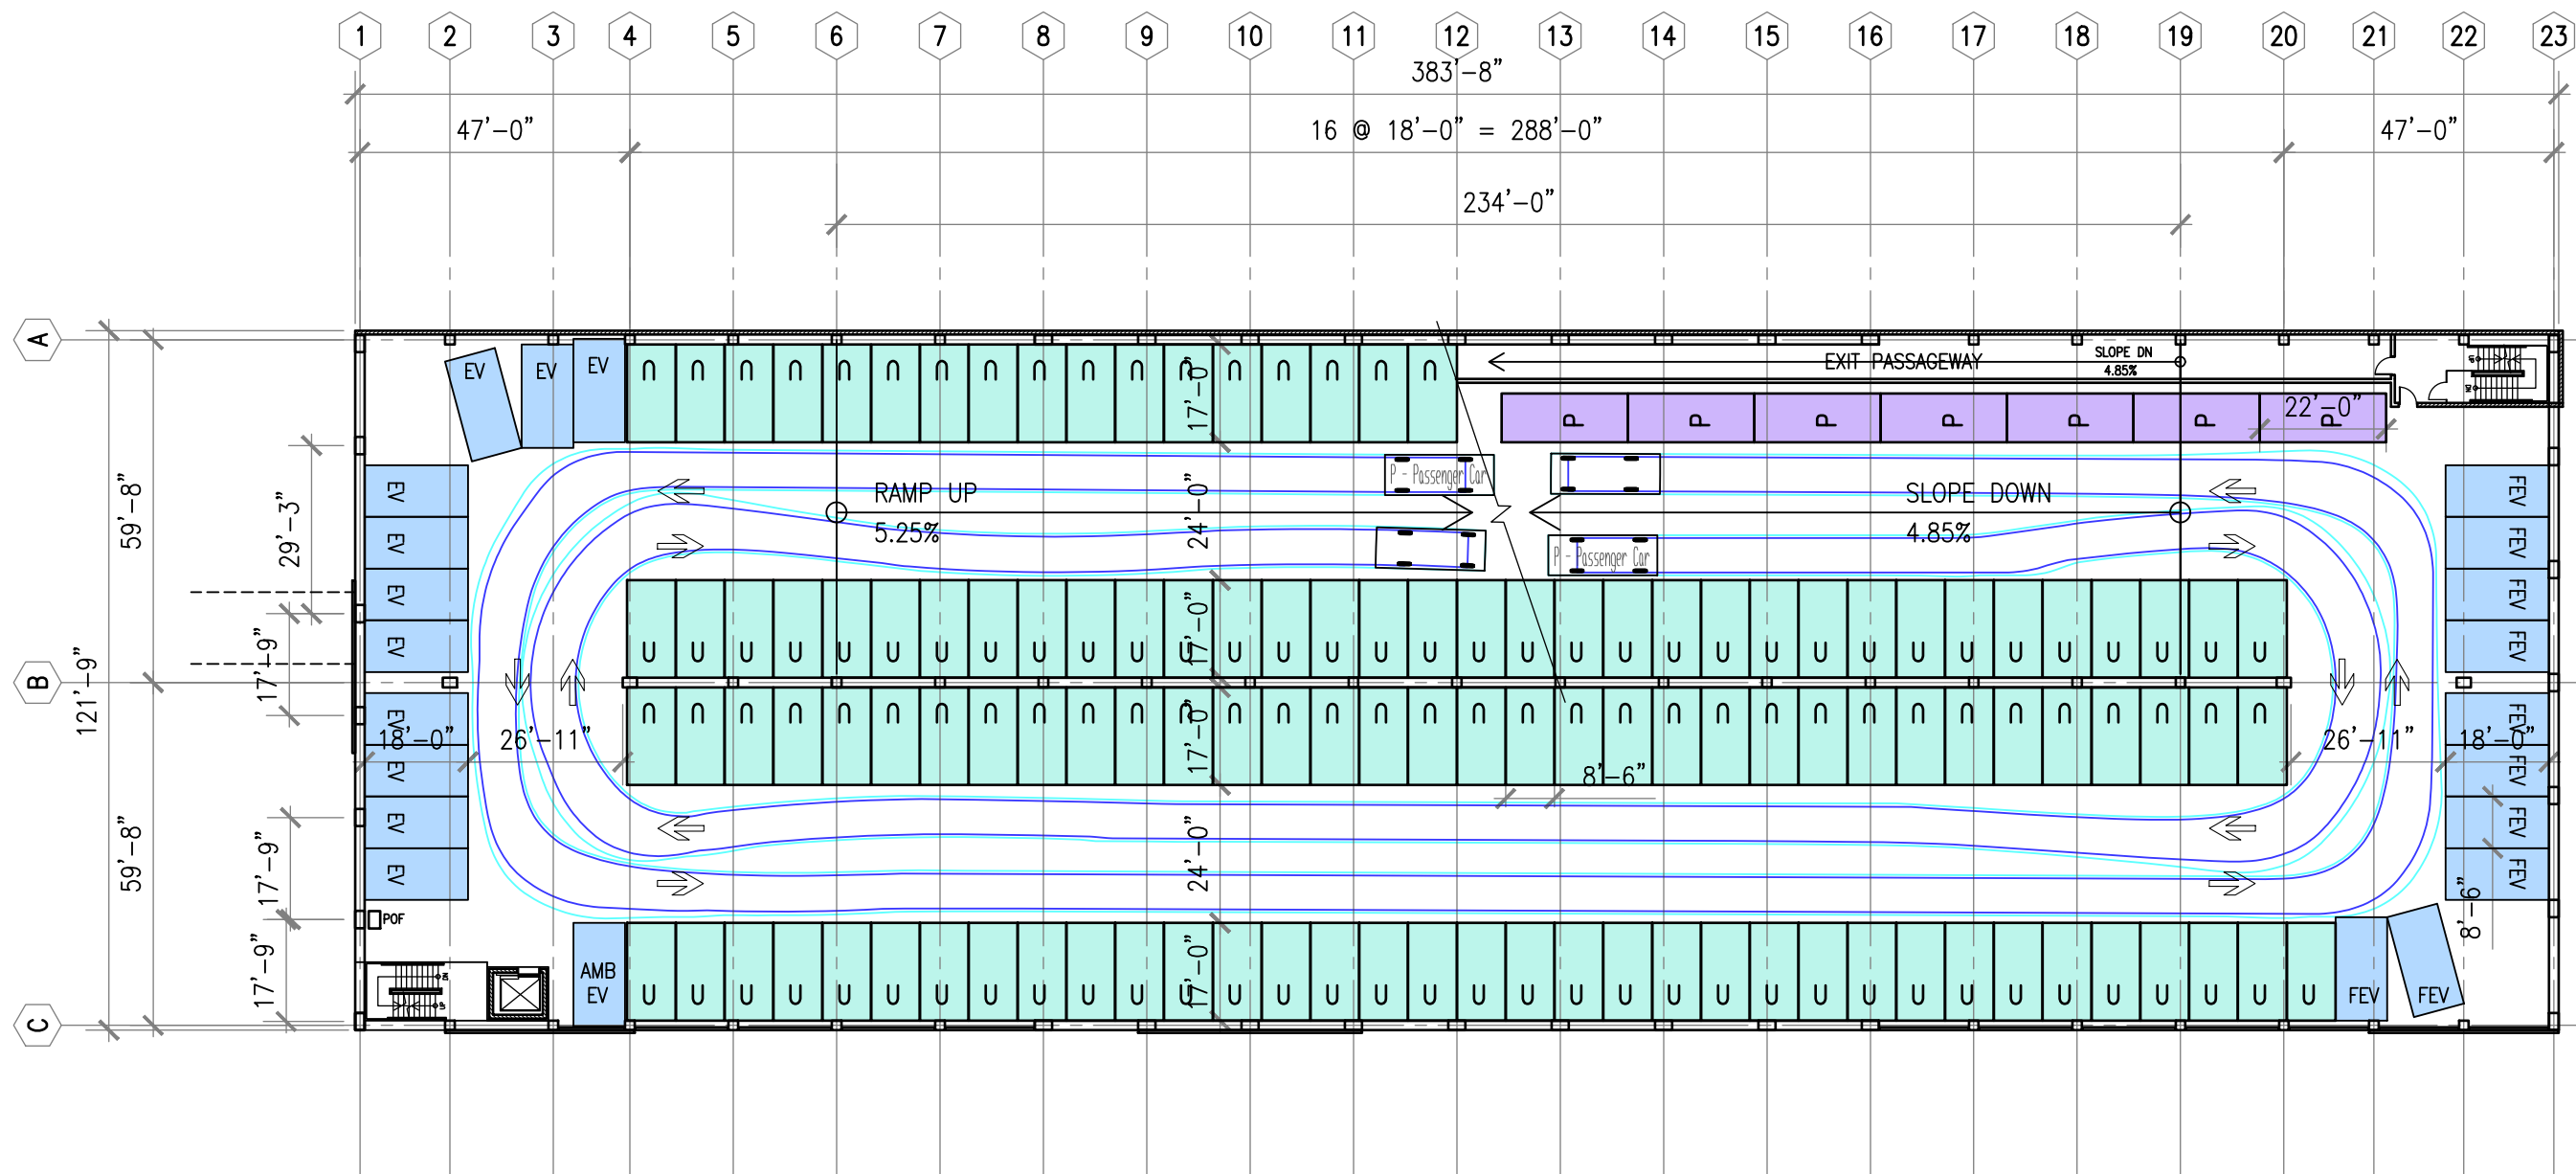 1 2 3 4 5 6 7 8 9 10 11 12 13 14 15 16 17 18 19 20 21 22 23
383'-8"
47'-0" 16 @ 18'-0" = 288'-0" 47'-0"
234'-0"
A
EV EV EV
U U U U U U U U U U U U U U U U U
17'-0"
EXIT PASSAGEWAY
SLOPE DN
4.85%
UP
DN
P P P P P P P
22'-0"
P - Passenger Car
RAMP UP
5.25%
24'-0"
SLOPE DOWN
4.85%
P - Passenger Car
59'-8"
29'-3"
EV
EV
EV
EV
FEV
FEV
FEV
FEV
17'-0"
U U U U U U U U U U U U U U U U U U U U U U U U U U U U U U U U U U
B
121'-9"
17'-9"
U U U U U U U U U U U U U U U U U U U U U U U U U U U U U U U U U U
17'-0"
EV
EV
EV
EV
18'-0" 26'-11"
8'-6"
26'-11" 18'-0"
FEV
FEV
FEV
FEV
59'-8"
17'-9"
24'-0"
8'-6"
POF
17'-9"
DN
UP
AMB
EV
17'-0"
U U U U U U U U U U U U U U U U U U U U U U U U U U U U U U U U U U U
FEV FEV
C